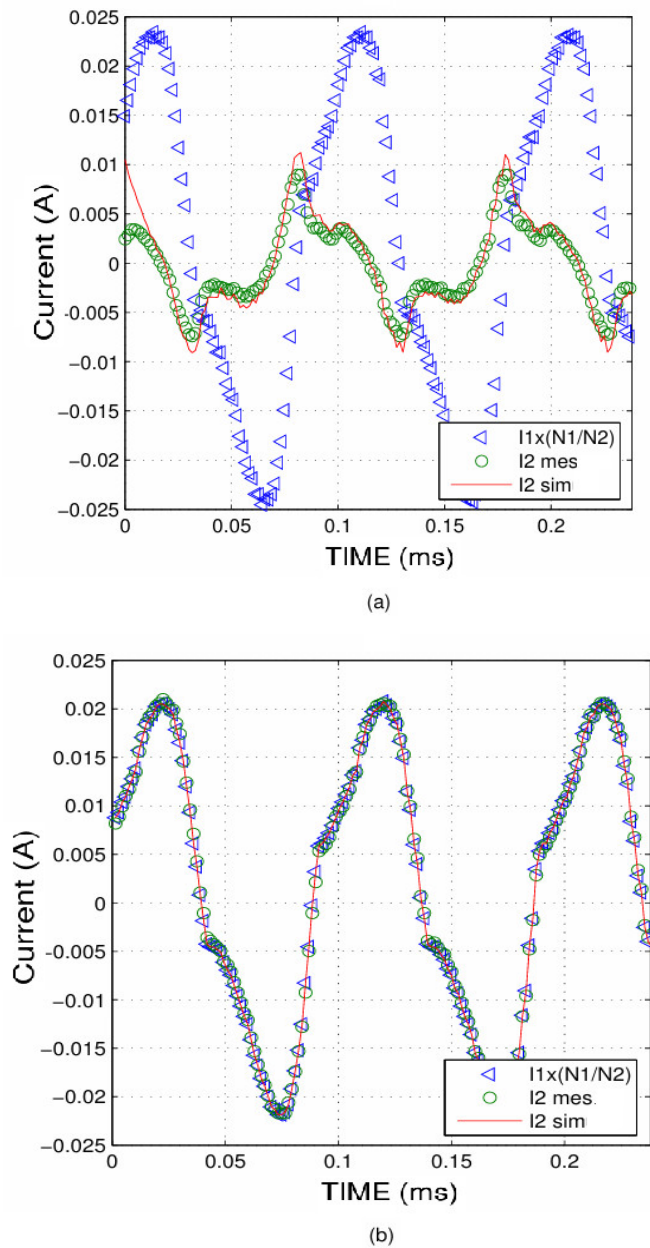 0.025
0.02
0.015
0.01
0.005
0
-0.005
-0.01
-0.015
-0.02
-0.025
Current (A)
0
0.05
0.1
0.15
0.2
TIME (ms)
I1x(N1/N2)
I2 mes
I2 sim
(a)
0.025
0.02
0.015
0.01
0.005
0
-0.005
-0.01
-0.015
-0.02
-0.025
Current (A)
0
0.05
0.1
0.15
0.2
TIME (ms)
I1x(N1/N2)
I2 mes.
I2 sim
(b)